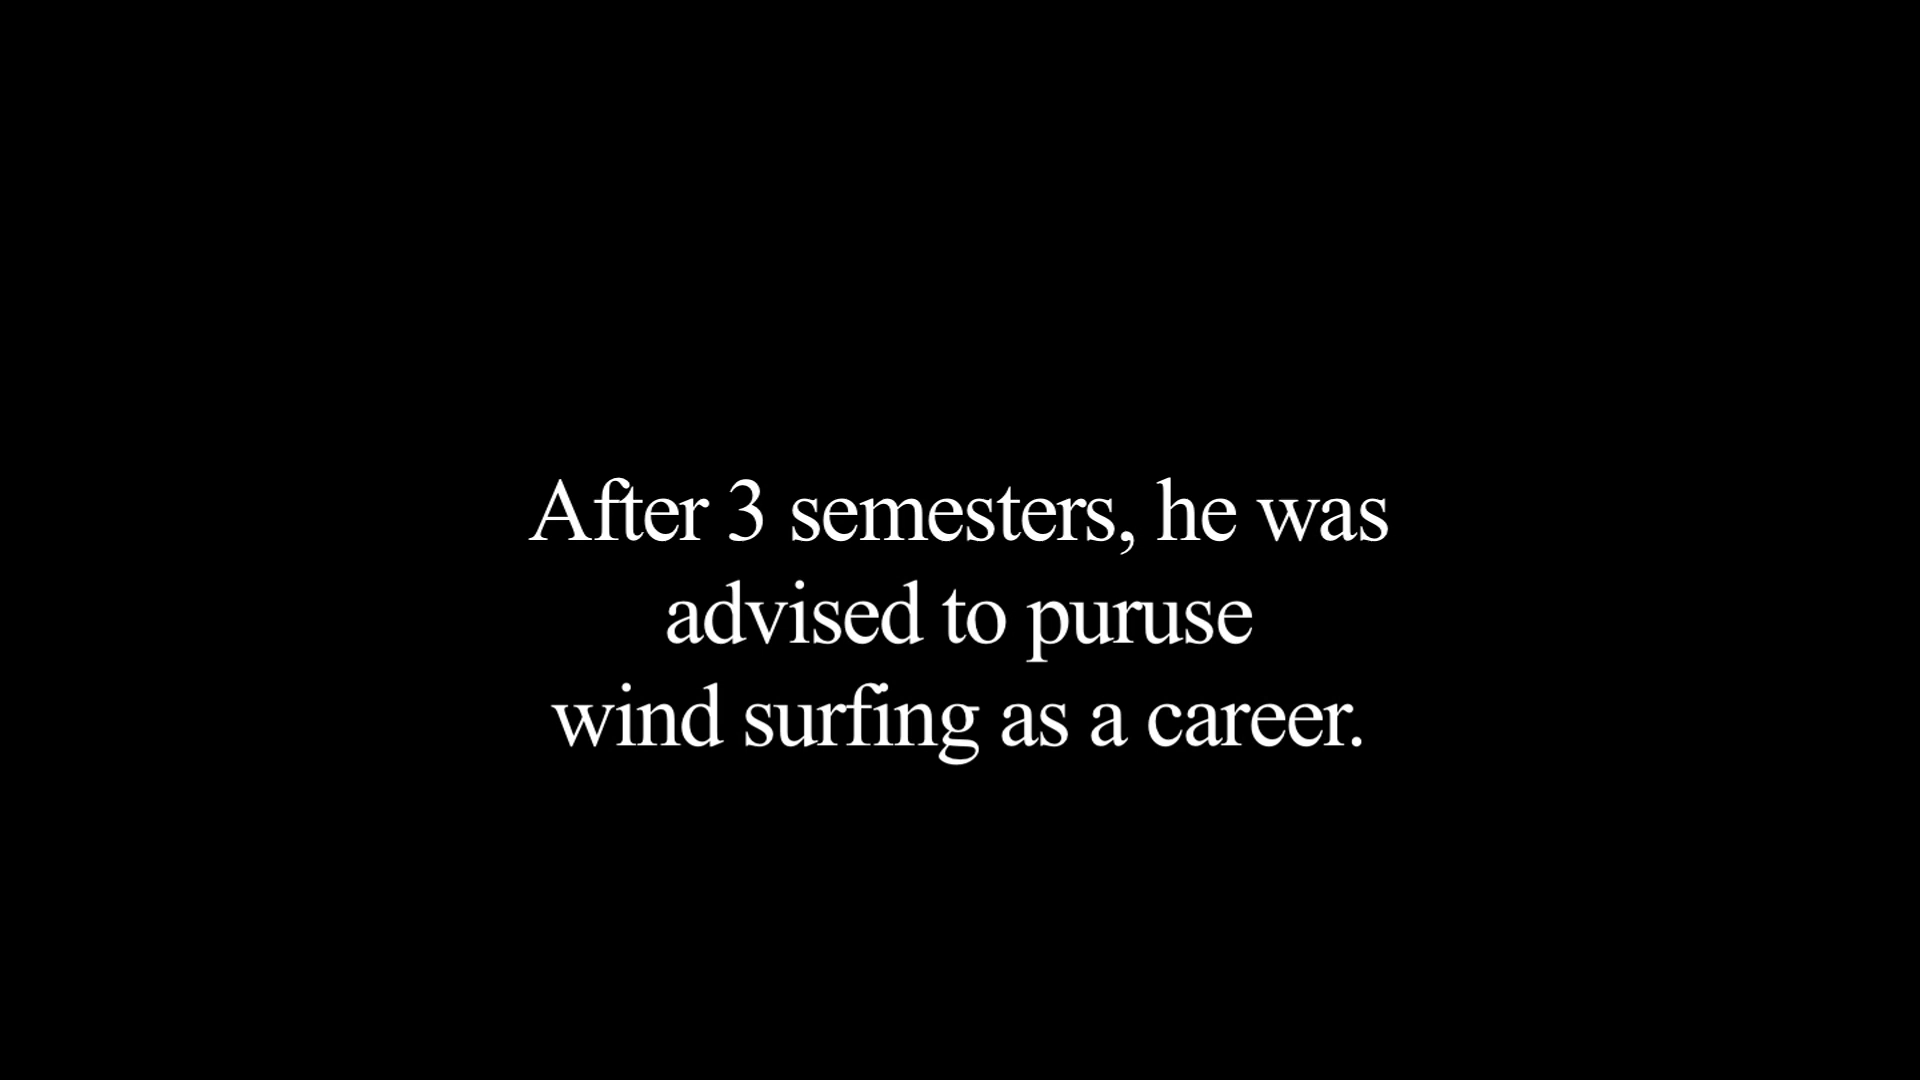 After 3 semesters, he was
advised to puruse
wind surfing as a career.